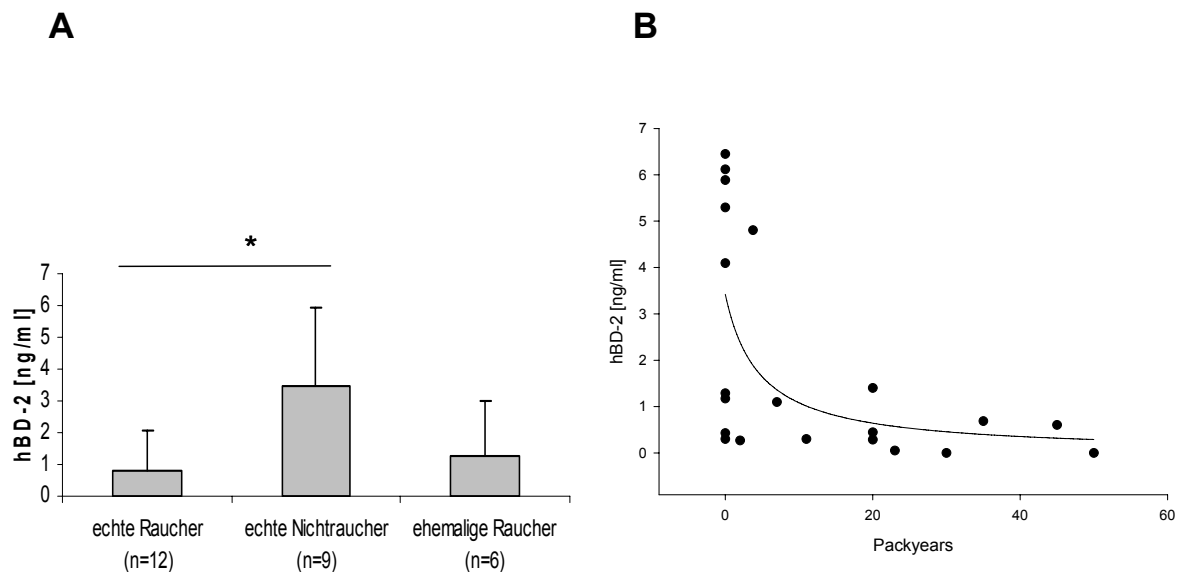 A
*
hBD-2 [ng/ml]
7
6
5
4
3
2
1
0
echte Raucher
(n=12)
echte Nichtraucher
(n=9)
ehemalige Raucher
(n=6)
B
hBD-2 [ng/ml]
7
6
5
4
3
2
1
0
0 20 40 60
Packyears